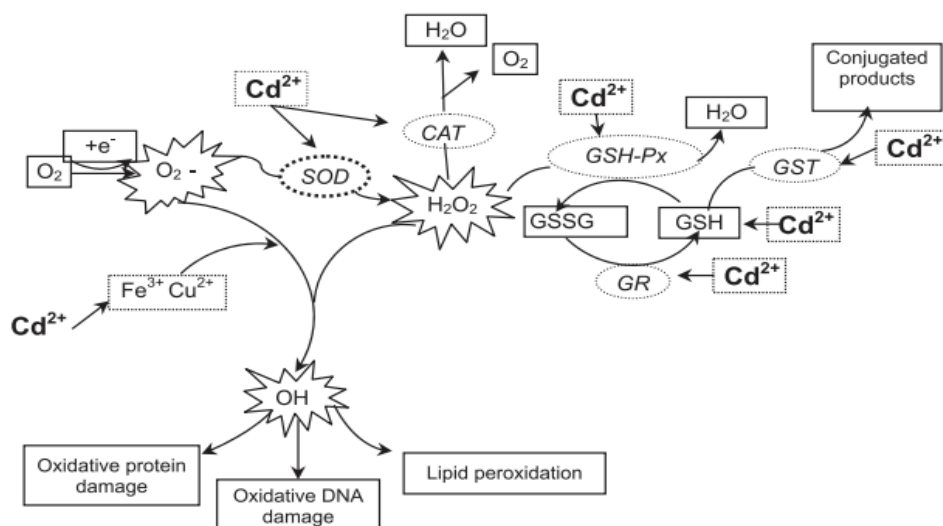 H₂O
O₂
Conjugated
products
Cd²⁺
Cd²⁺
H₂O
+e⁻
CAT
GSH-Px
Cd²⁺
O₂
O₂ -
SOD
GST
H₂O₂
GSSG
GSH
Cd²⁺
Fe³⁺ Cu²⁺
GR
Cd²⁺
Cd²⁺
OH
Oxidative protein
damage
Lipid peroxidation
Oxidative DNA
damage